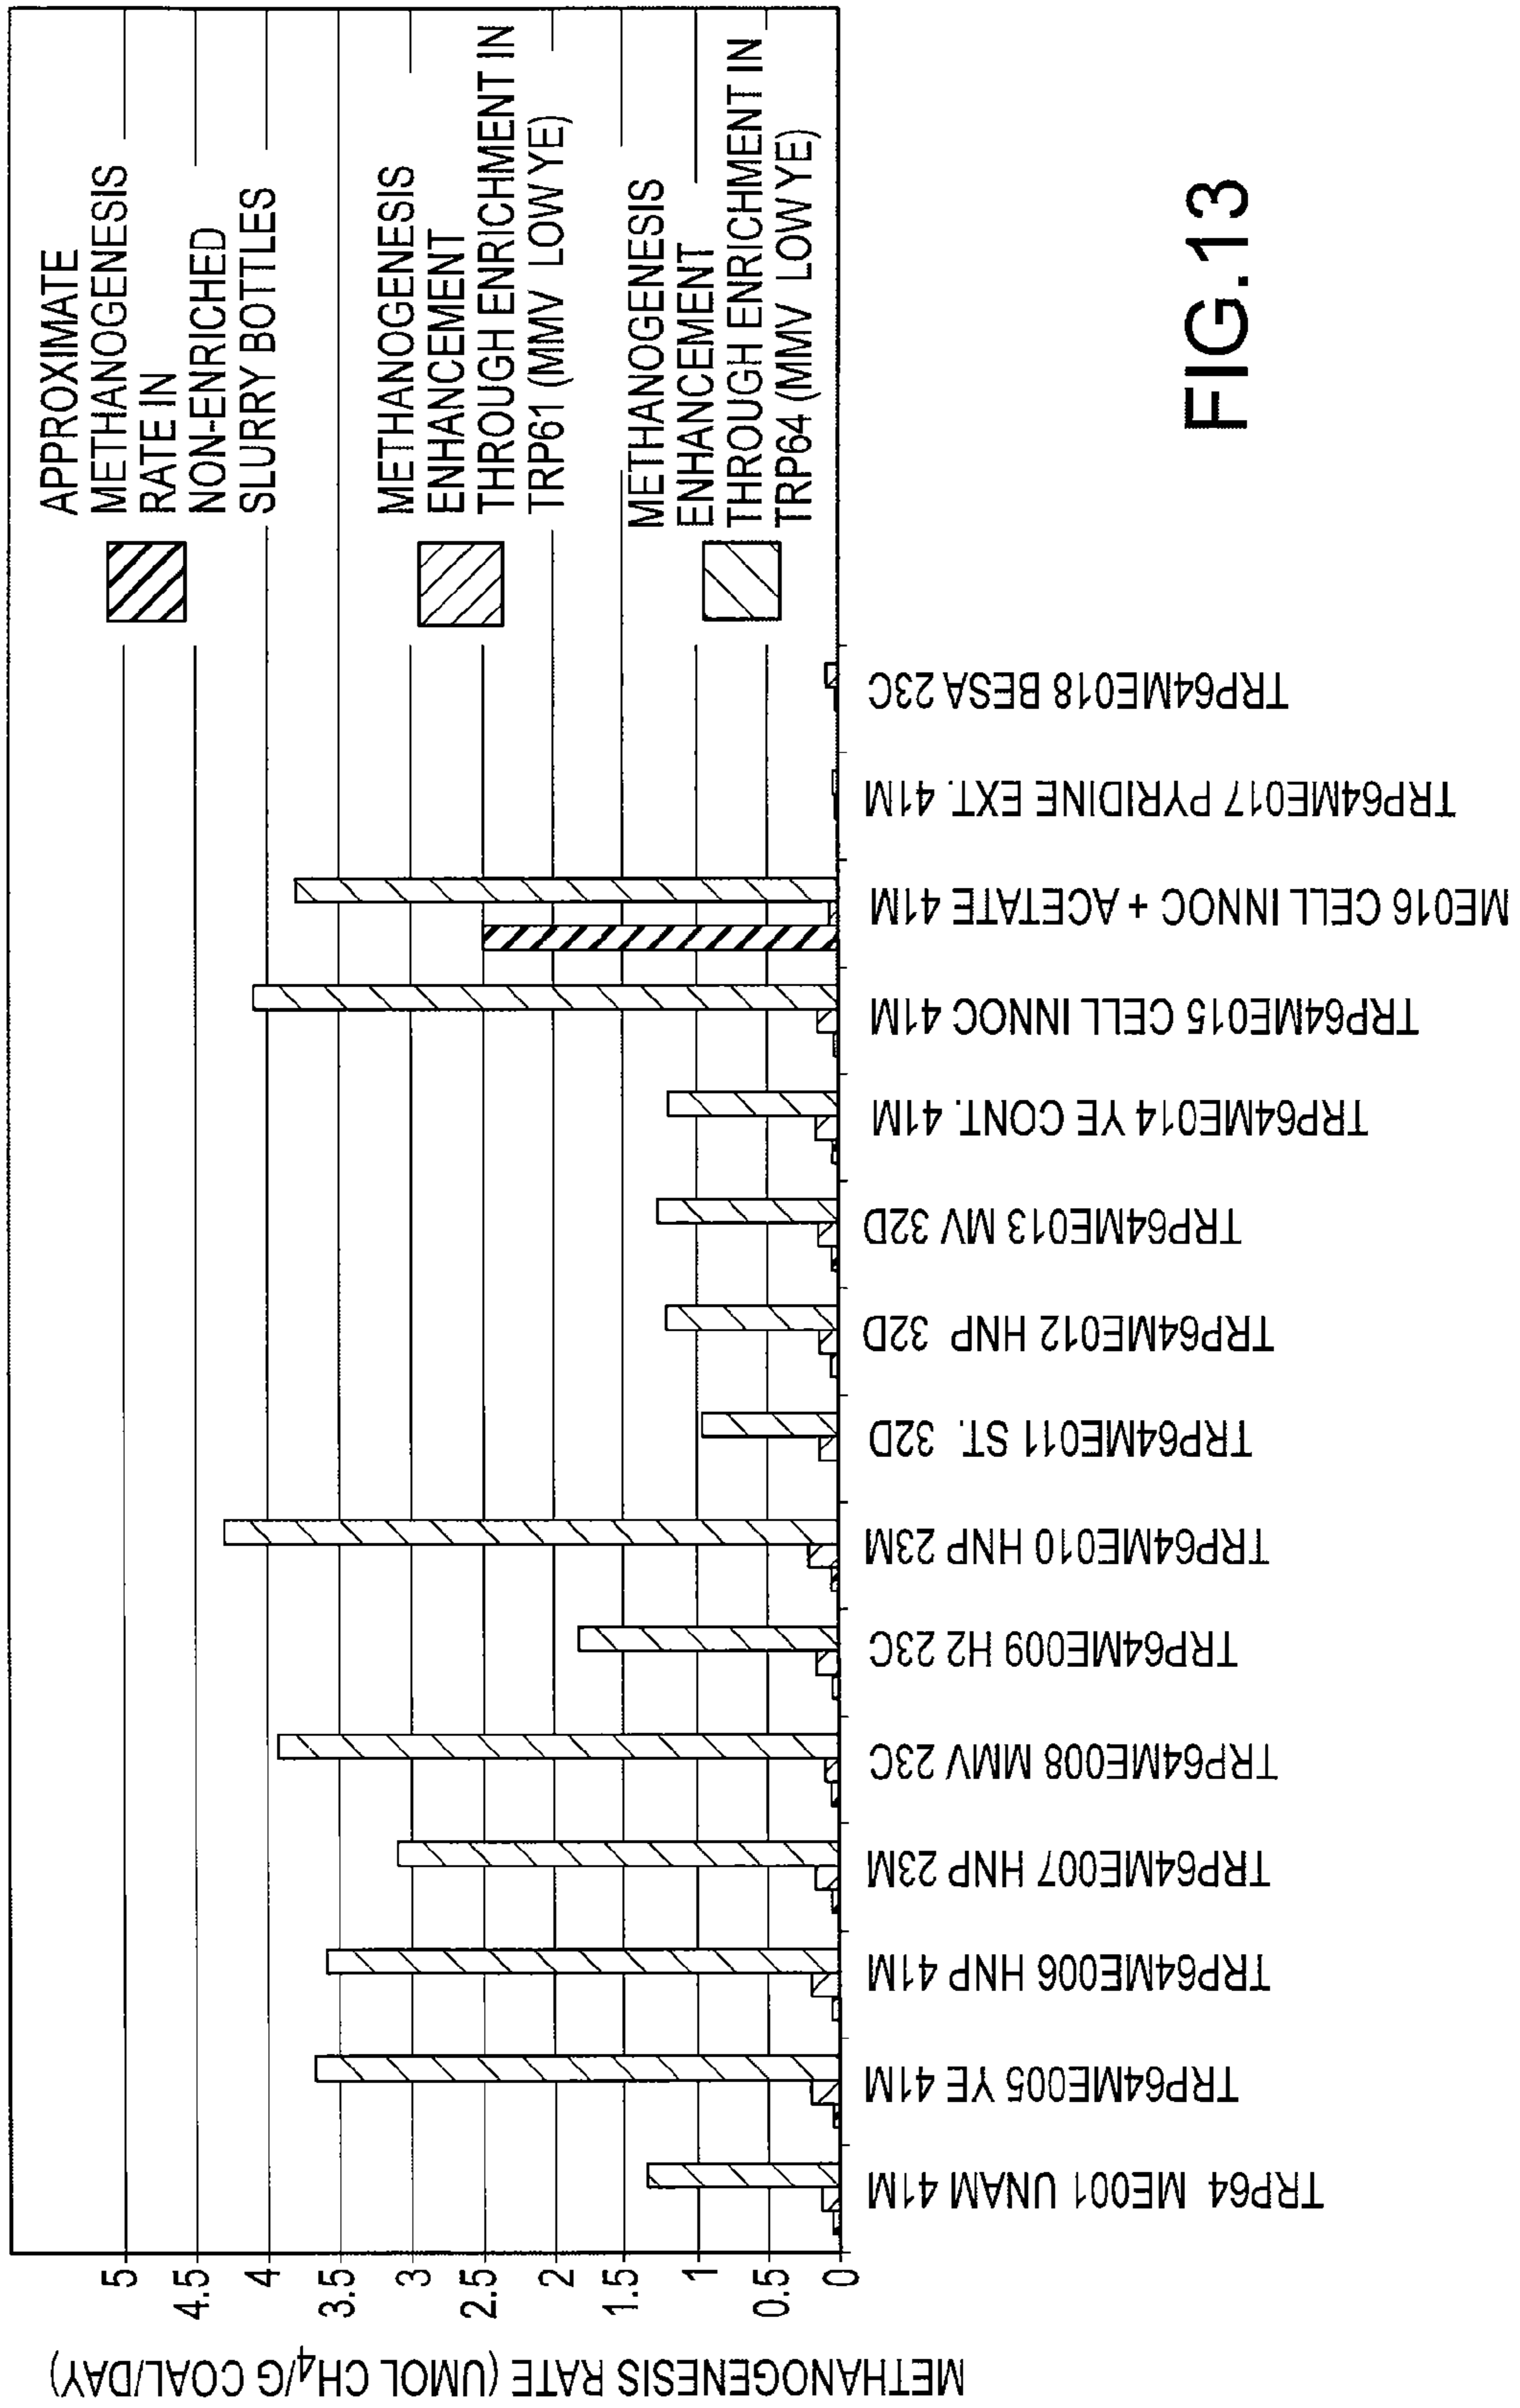 METHANOGENESIS RATE (UMOL CH4/G COAL/DAY)
5
4.5
4
3.5
3
2.5
2
1.5
1
0.5
0
APPROXIMATE
METHANOGENESIS
RATE IN
NON-ENRICHED
SLURRY BOTTLES
METHANOGENESIS
ENHANCEMENT
THROUGH ENRICHMENT IN
TRP61 (MMV LOW YE)
METHANOGENESIS
ENHANCEMENT
THROUGH ENRICHMENT IN
TRP64 (MMV LOW YE)
TRP64 ME001 UNAM 41M
TRP64ME005 YE 41M
TRP64ME006 HNP 41M
TRP64ME007 HNP 23M
TRP64ME008 MMV 23C
TRP64ME009 H2 23C
TRP64ME010 HNP 23M
TRP64ME011 ST. 32D
TRP64ME012 HNP 32D
TRP64ME013 MV 32D
TRP64ME014 YE CONT. 41M
TRP64ME015 CELL INNOC 41M
ME016 CELL INNOC + ACETATE 41M
TRP64ME017 PYRIDINE EXT. 41M
TRP64ME018 BESA 23C
FIG.13